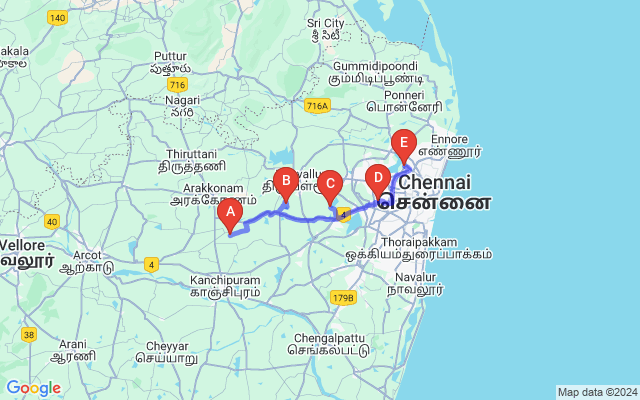 140
Sri City
శ్రీ సిటీ
akala
Puttur
పుత్తూరు
Gummidipoondi
கும்மிடிப்பூண்டி
716
Ponneri
பொன்னேரி
Nagari
నగరి
716A
Ennore
எண்ணூர்
E
Thiruttani
திருத்தணி
vallu
Arakkonam
அரக்கோணம்
B
C
D
Chennai
சென்னை
A
40
4
Vellore
வலூர்
Arcot
ஆற்காடு
4
Thoraipakkam
ஒக்கியம்துரைப்பாக்கம்
Kanchipuram
காஞ்சிபுரம்
Navalur
நாவலூர்
179B
38
Arani
ஆரணி
Cheyyar
செய்யாறு
Chengalpattu
செங்கல்பட்டு
Google
Map data ©2024